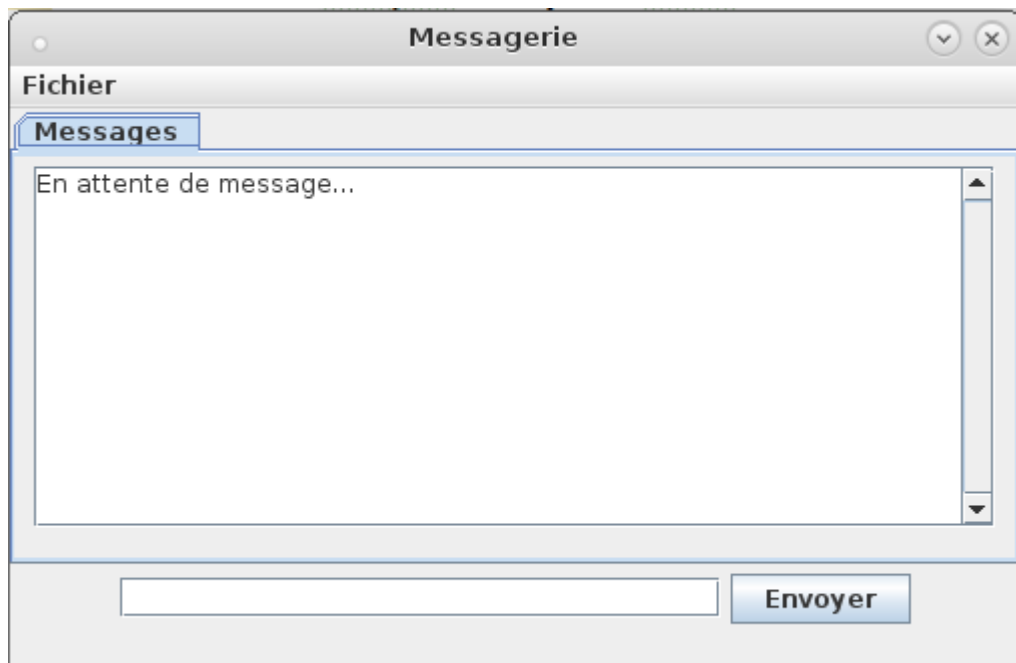 Messagerie
Fichier
Messages
En attente de message...
Envoyer